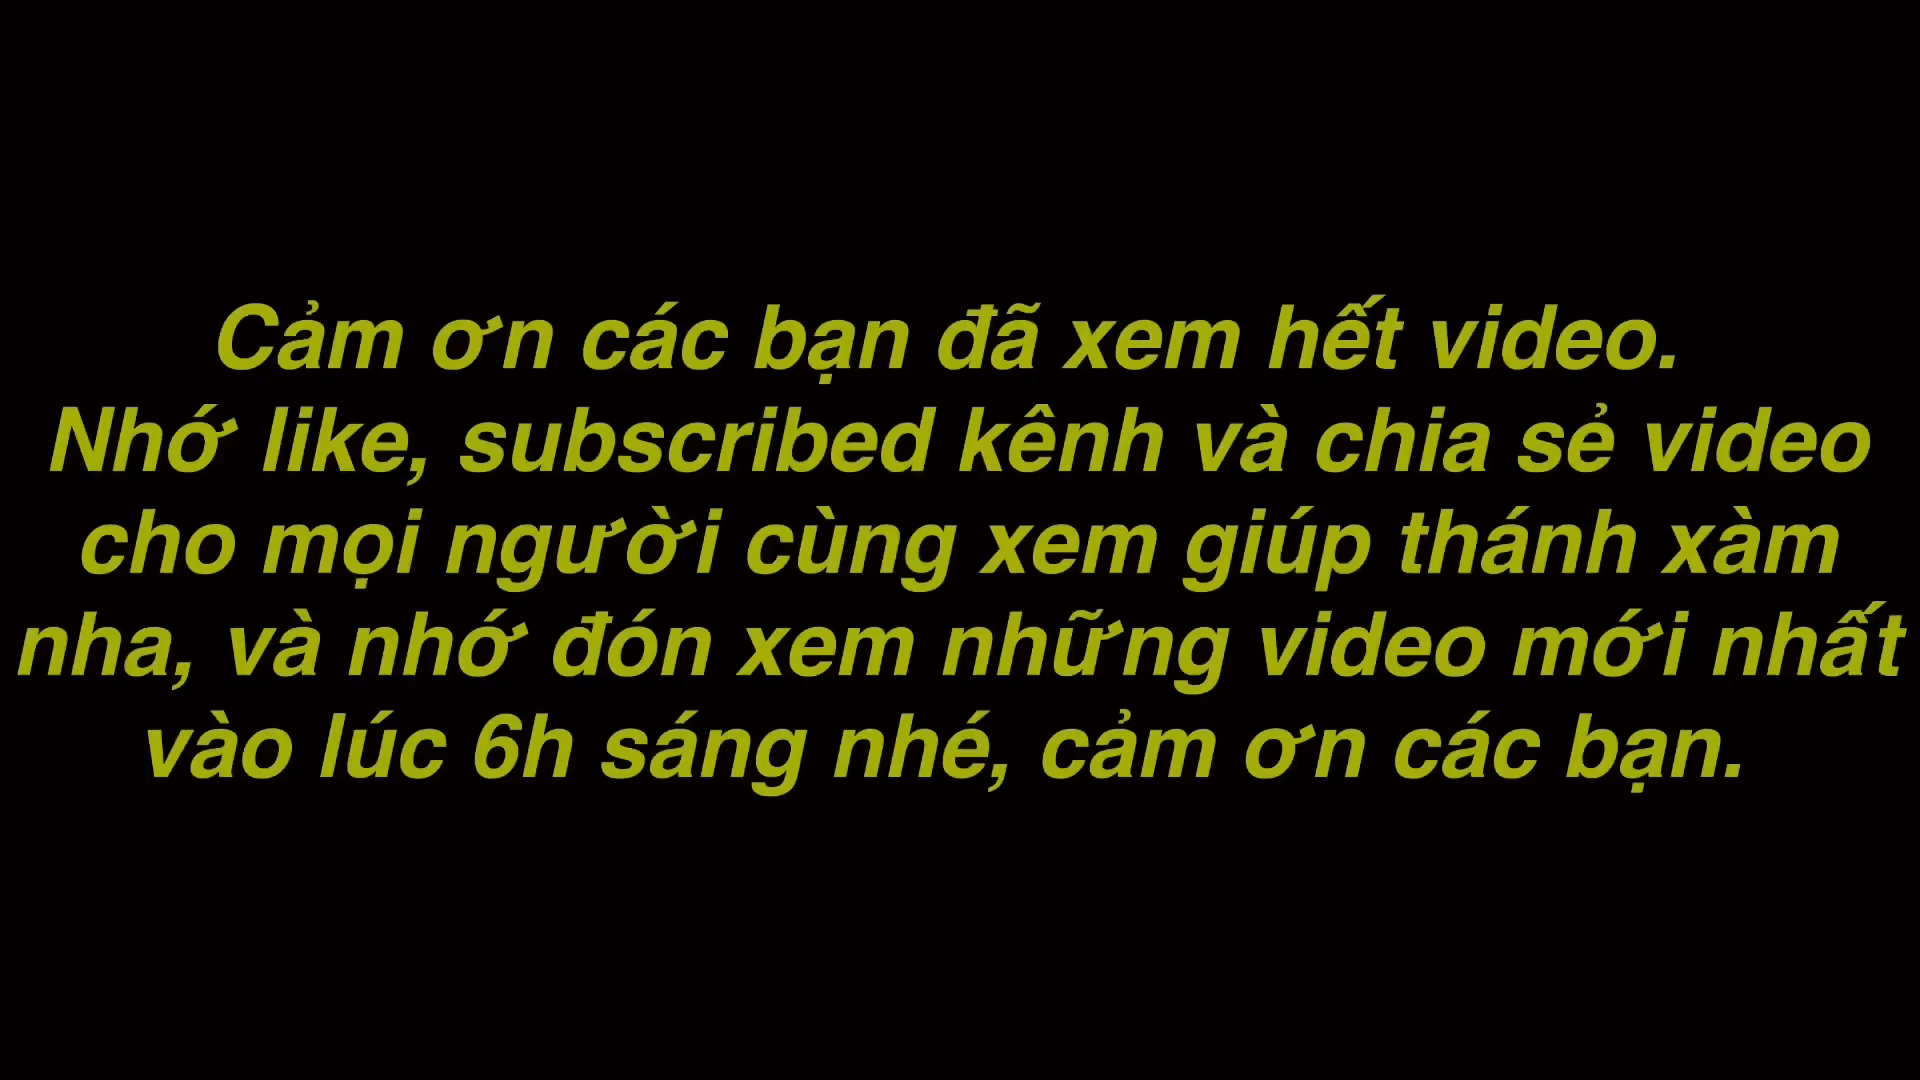 Cảm ơn các bạn đã xem hết video.
Nhớ like, subscribed kênh và chia sẻ video
cho mọi người cùng xem giúp thánh xàm
nha, và nhớ đón xem những video mới nhất
vào lúc 6h sáng nhé, cảm ơn các bạn.